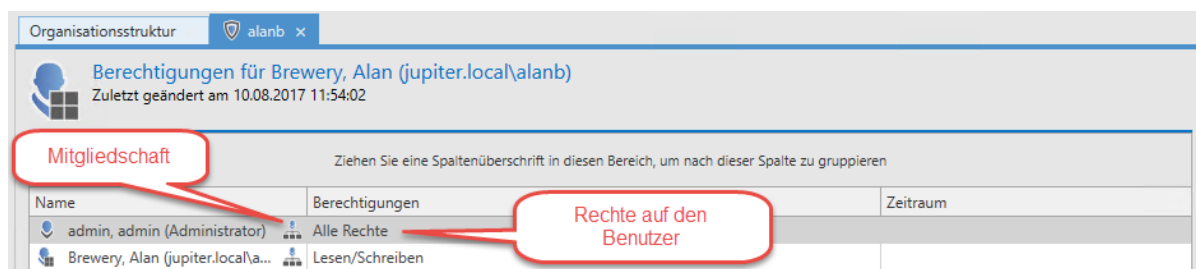 Organisationsstruktur alanb ×
Berechtigungen für Brewery, Alan (jupiter.local\alanb)
Zuletzt geändert am 10.08.2017 11:54:02
Mitgliedschaft
Ziehen Sie eine Spaltenüberschrift in diesen Bereich, um nach dieser Spalte zu gruppieren
Name Berechtigungen Zeitraum
Rechte auf den
Benutzer
admin, admin (Administrator) Alle Rechte
Brewery, Alan (jupiter.local\a... Lesen/Schreiben